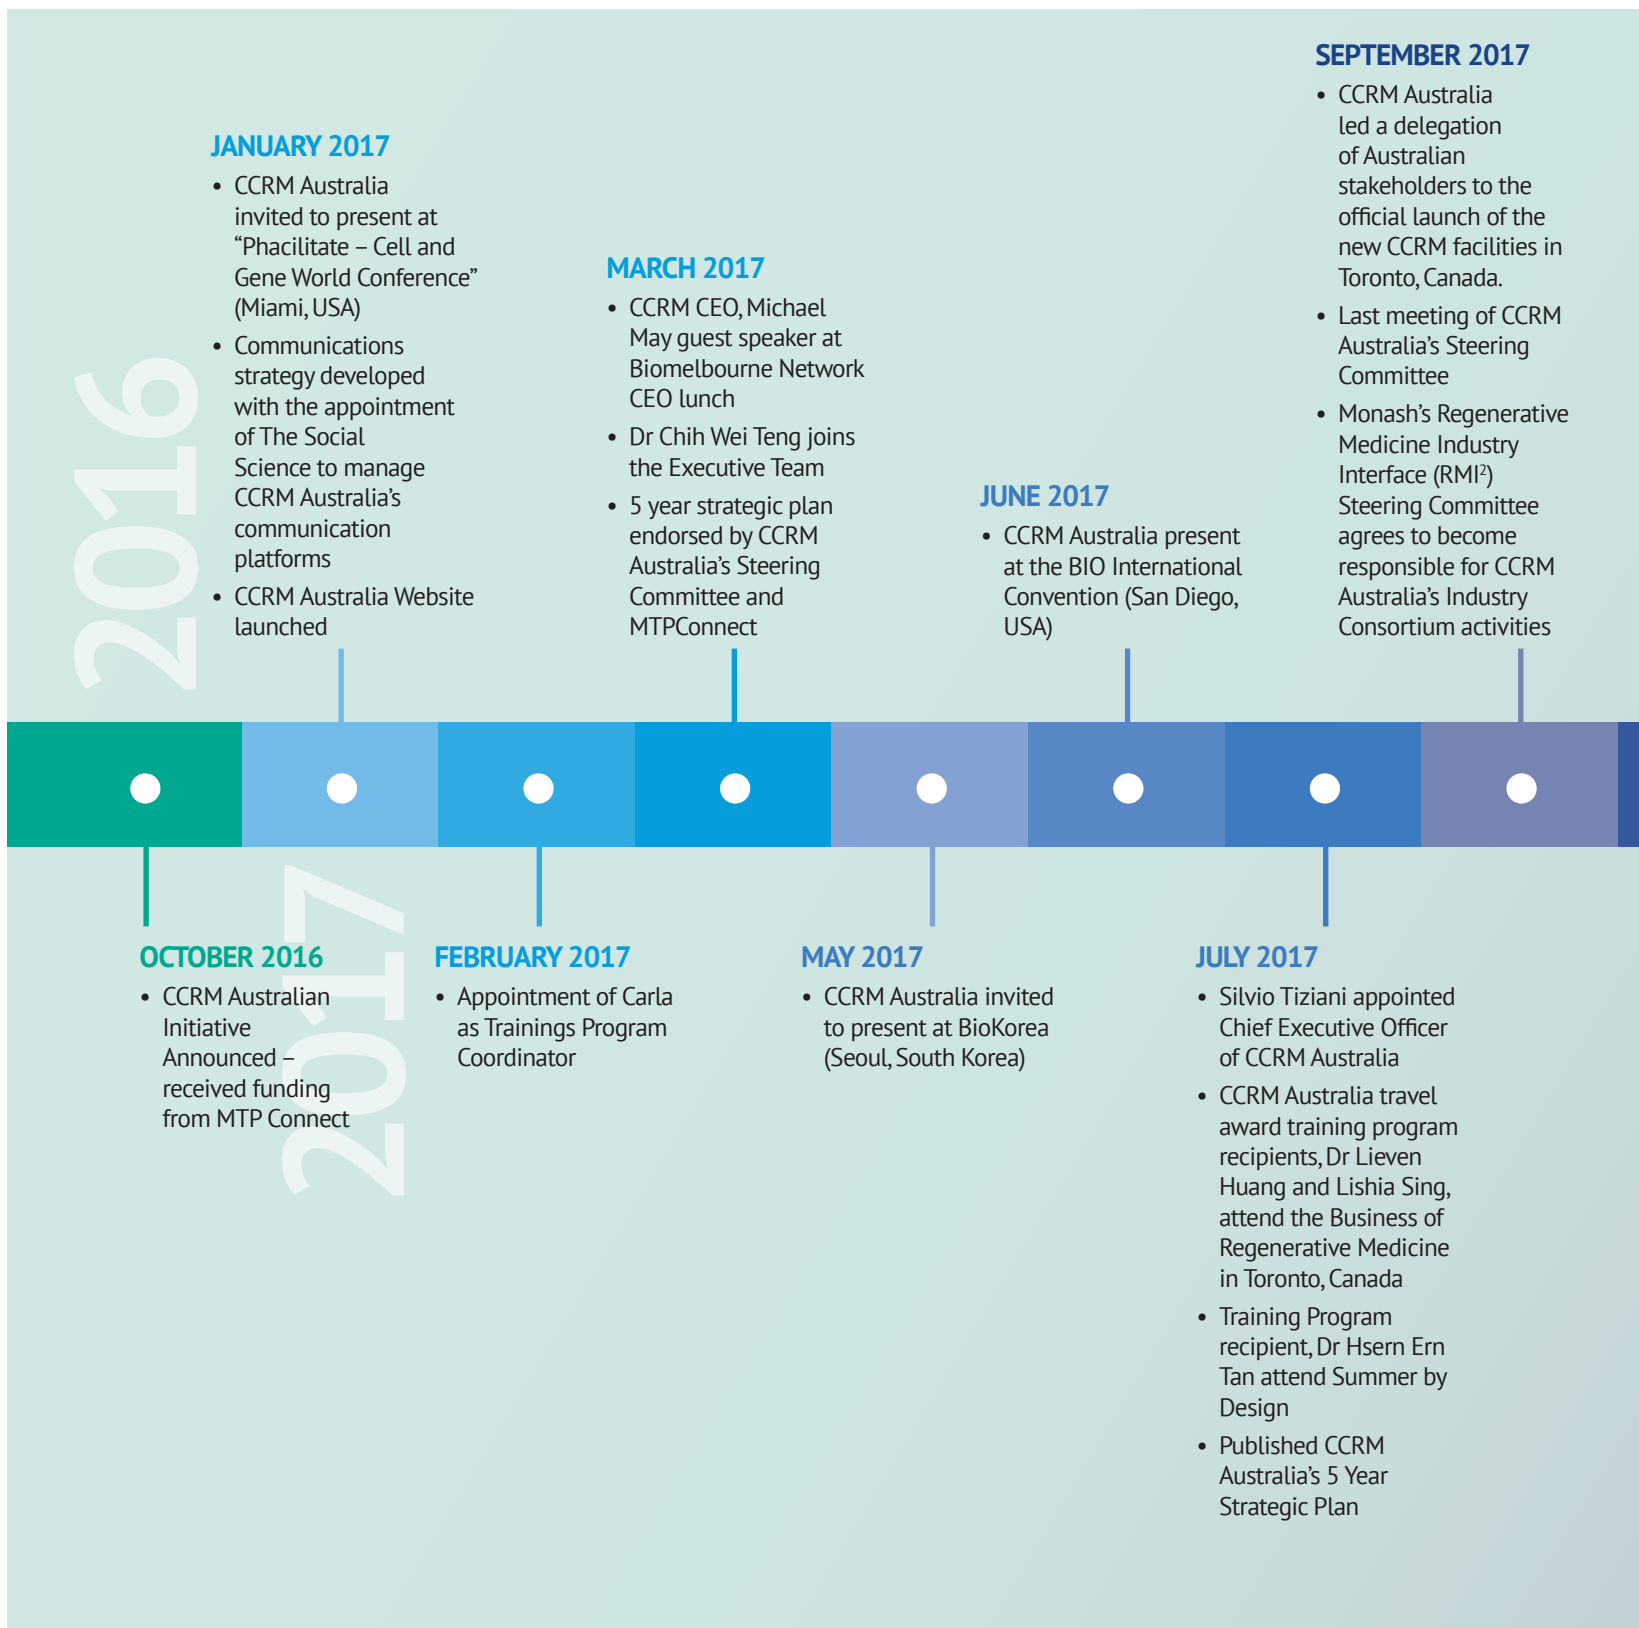 2016
OCTOBER 2016
• CCRM Australian
Initiative
Announced –
received funding
from MTP Connect
2017
JANUARY 2017
• CCRM Australia
invited to present at
“Phacilitate – Cell and
Gene World Conference”
(Miami, USA)
• Communications
strategy developed
with the appointment
of The Social
Science to manage
CCRM Australia’s
communication
platforms
• CCRM Australia Website
launched
FEBRUARY 2017
• Appointment of Carla
as Trainings Program
Coordinator
MARCH 2017
• CCRM CEO, Michael
May guest speaker at
Biomelbourne Network
CEO lunch
• Dr Chih Wei Teng joins
the Executive Team
• 5 year strategic plan
endorsed by CCRM
Australia’s Steering
Committee and
MTPConnect
MAY 2017
• CCRM Australia invited
to present at BioKorea
(Seoul, South Korea)
JUNE 2017
• CCRM Australia present
at the BIO International
Convention (San Diego,
USA)
JULY 2017
• Silvio Tiziani appointed
Chief Executive Officer
of CCRM Australia
• CCRM Australia travel
award training program
recipients, Dr Lieven
Huang and Lishia Sing,
attend the Business of
Regenerative Medicine
in Toronto, Canada
• Training Program
recipient, Dr Hsern Ern
Tan attend Summer by
Design
• Published CCRM
Australia’s 5 Year
Strategic Plan
SEPTEMBER 2017
• CCRM Australia
led a delegation
of Australian
stakeholders to the
official launch of the
new CCRM facilities in
Toronto, Canada.
• Last meeting of CCRM
Australia’s Steering
Committee
• Monash’s Regenerative
Medicine Industry
Interface (RMI²)
Steering Committee
agrees to become
responsible for CCRM
Australia’s Industry
Consortium activities